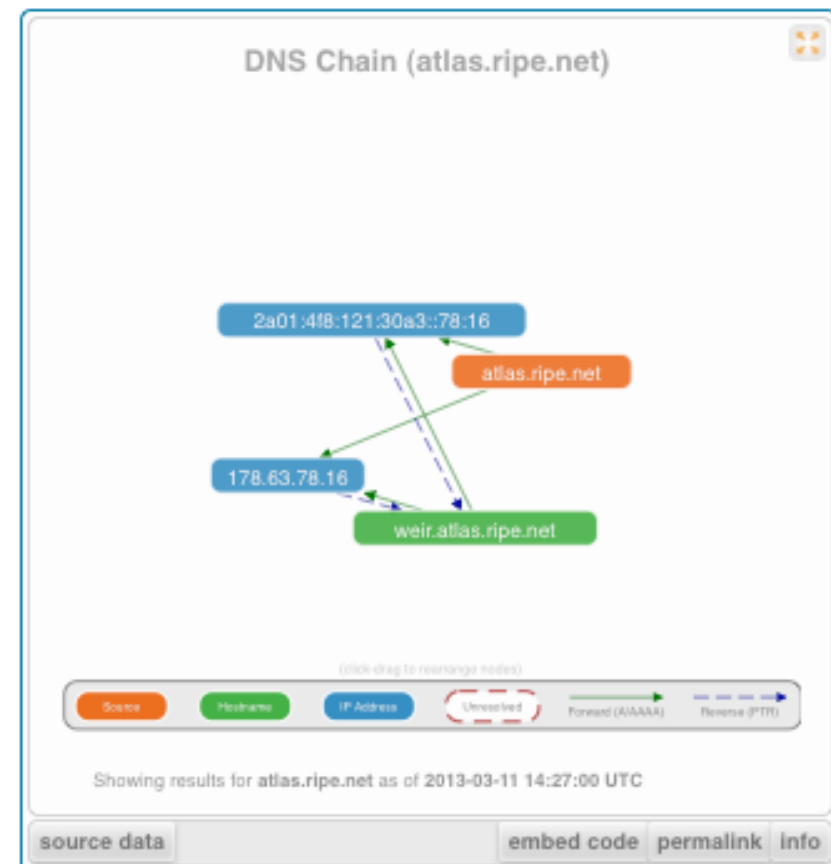 DNS Chain (atlas.ripe.net)
2a01:4f8:121:30a3::78:16
atlas.ripe.net
178.63.78.16
weir.atlas.ripe.net
(click-drag to rearrange nodes)
Source Hostname IP Address Unresolved Forward (A/AAAA) Reverse (PTR)
Showing results for atlas.ripe.net as of 2013-03-11 14:27:00 UTC
source data embed code permalink info